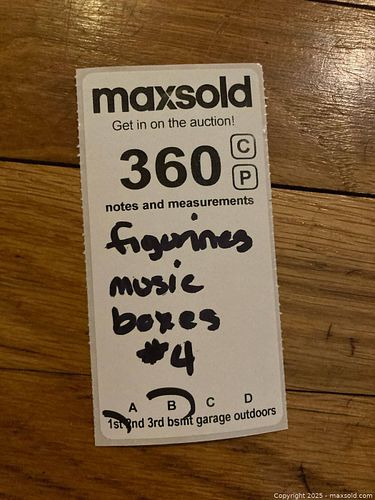 maxsold
Get in on the auction!
360
C
P
notes and measurements
figurines
music
boxes
#4
A B C D
1st 2nd 3rd bsmt garage outdoors
Copyright 2025 - maxsold.com